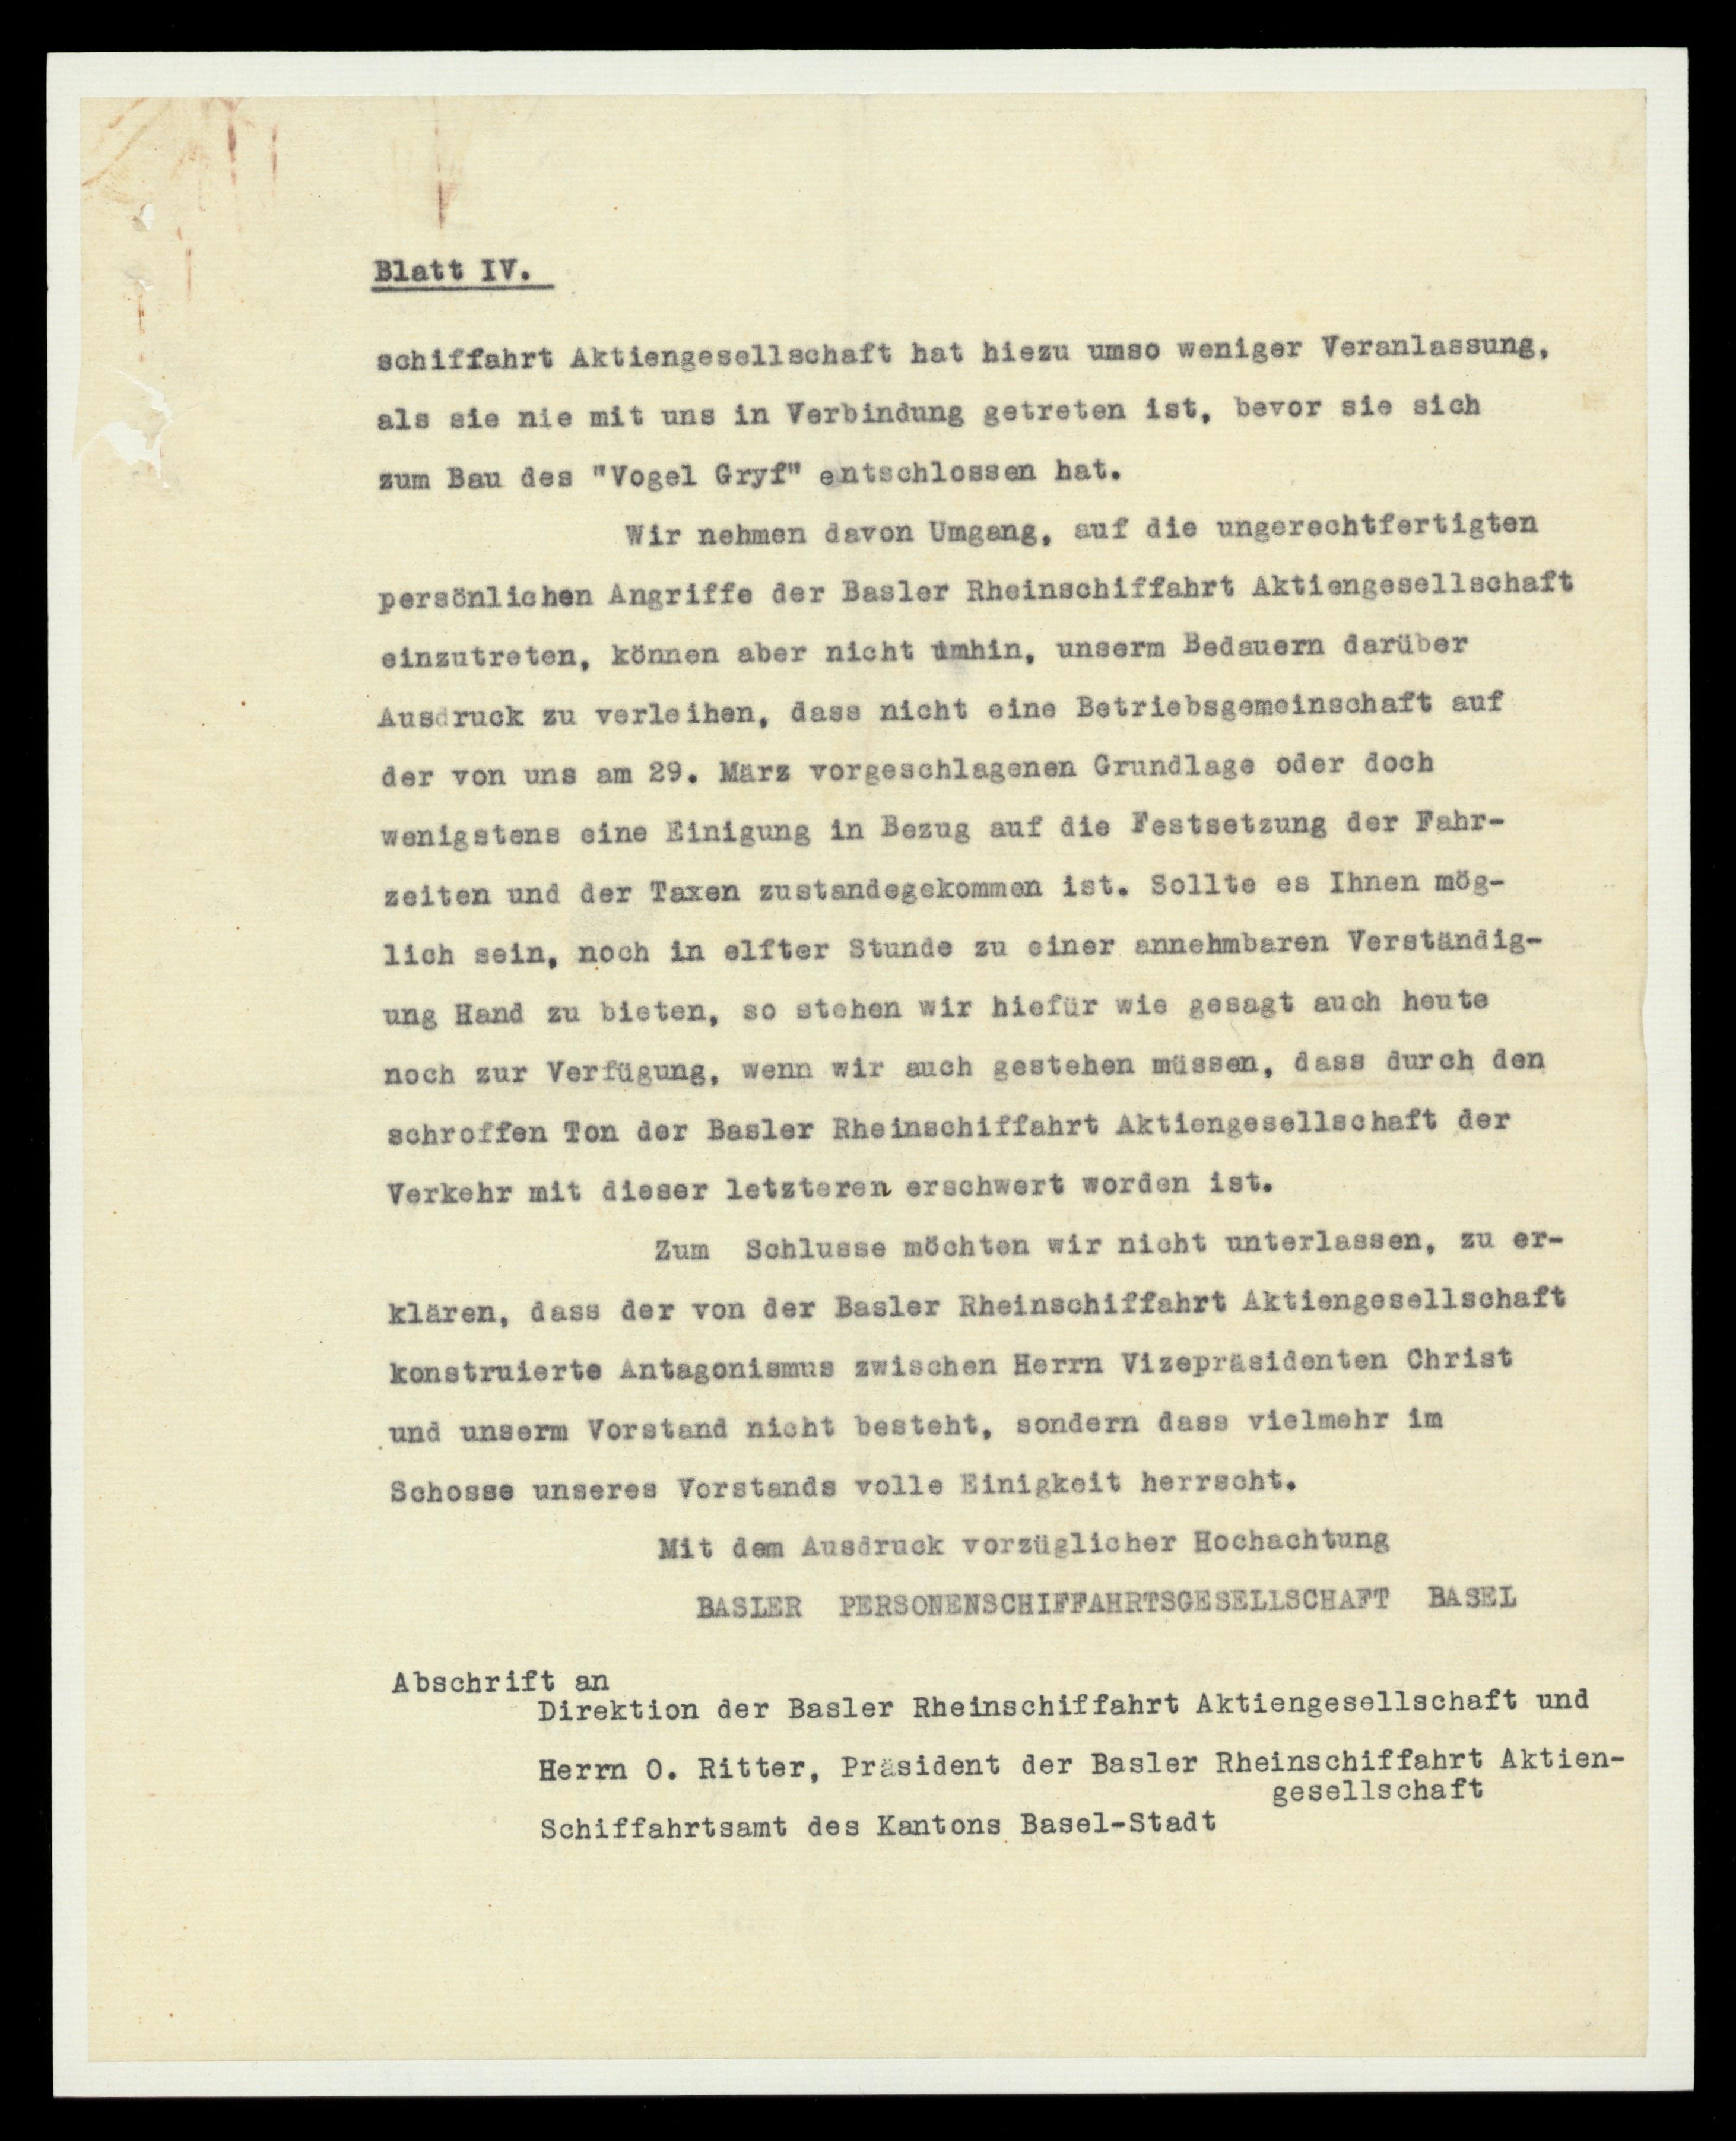 Blatt IV.
schiffahrt Aktiengesellschaft hat hiezu umso weniger Veranlassung,
als sie nie mit uns in Verbindung getreten ist, bevor sie sich
zum Bau des "Vogel Gryf" entschlossen hat.
Wir nehmen davon Umgang, auf die ungerechtfertigten
persönlichen Angriffe der Basler Rheinschiffahrt Aktiengesellschaft
einzutreten, können aber nicht umhin, unserm Bedauern darüber
Ausdruck zu verleihen, dass nicht eine Betriebsgemeinschaft auf
der von uns am 29. März vorgeschlagenen Grundlage oder doch
wenigstens eine Einigung in Bezug auf die Festsetzung der Fahr-
zeiten und der Taxen zustandegekommen ist. Sollte es Ihnen mög-
lich sein, noch in elfter Stunde zu einer annehmbaren Verständig-
ung Hand zu bieten, so stehen wir hiefür wie gesagt auch heute
noch zur Verfügung, wenn wir auch gestehen müssen, dass durch den
schroffen Ton der Basler Rheinschiffahrt Aktiengesellschaft der
Verkehr mit dieser letzteren erschwert worden ist.
Zum Schlusse möchten wir nicht unterlassen, zu er-
klären, dass der von der Basler Rheinschiffahrt Aktiengesellschaft
konstruierte Antagonismus zwischen Herrn Vizepräsidenten Christ
und unserm Vorstand nicht besteht, sondern dass vielmehr im
Schosse unseres Vorstands volle Einigkeit herrscht.
Mit dem Ausdruck vorzüglicher Hochachtung
BASLER PERSONENSCHIFFAHRTSGESELLSCHAFT BASEL
Abschrift an
Direktion der Basler Rheinschiffahrt Aktiengesellschaft und
Herrn O. Ritter, Präsident der Basler Rheinschiffahrt Aktien-
gesellschaft
Schiffahrtsamt des Kantons Basel-Stadt